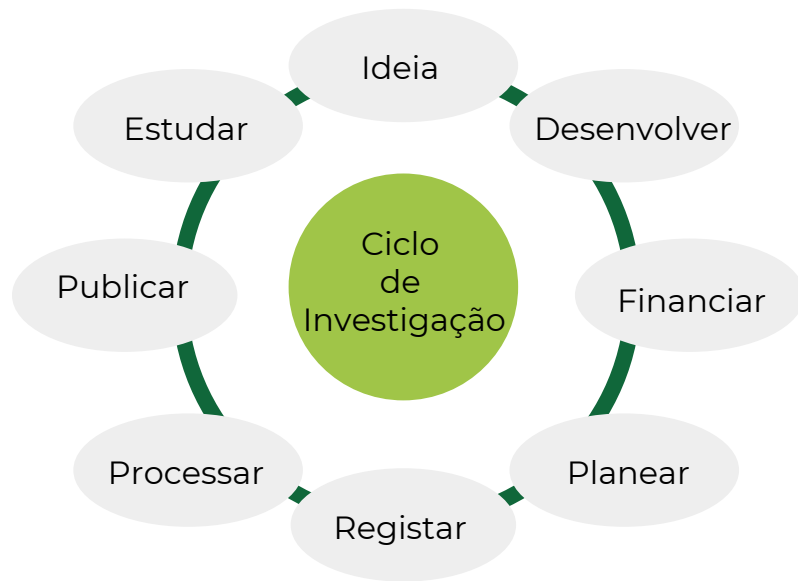 Ideia
Desenvolver
Financiar
Planear
Registar
Processar
Publicar
Estudar
Ciclo
de
Investigação